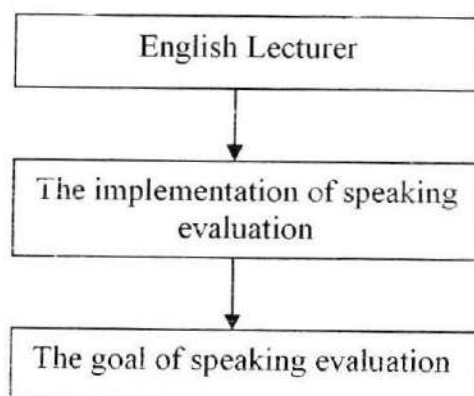 English Lecturer
The implementation of speaking
evaluation
The goal of speaking evaluation